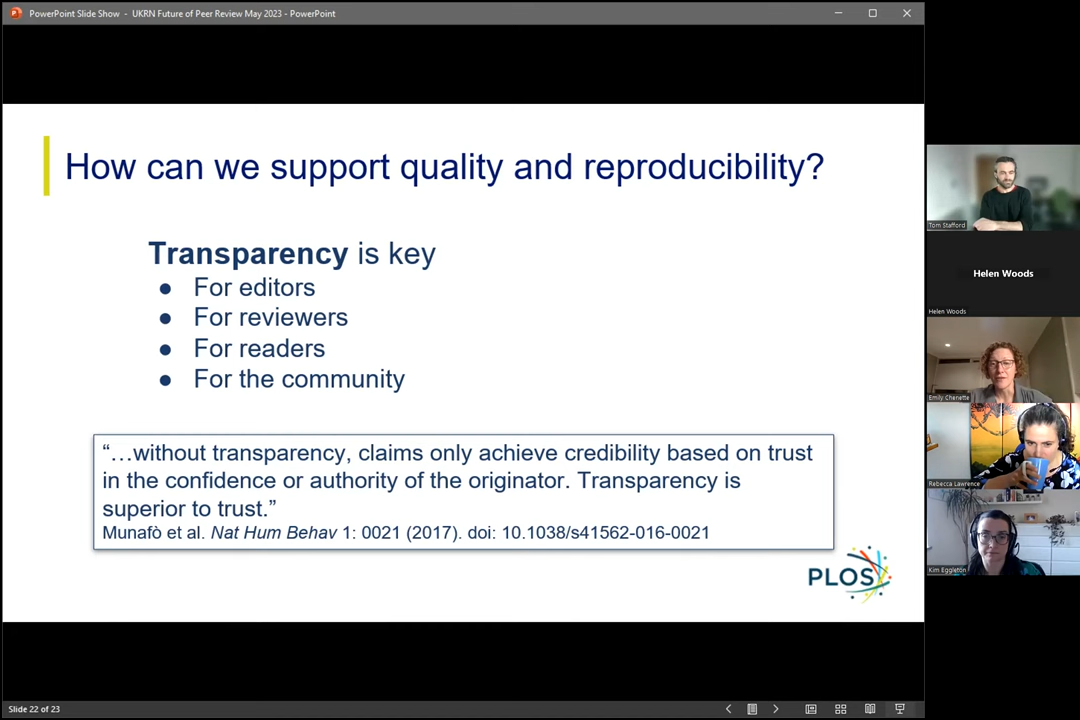 PowerPoint Slide Show - UKRN Future of Peer Review May 2023 - PowerPoint
How can we support quality and reproducibility?
Transparency is key
● For editors
● For reviewers
● For readers
● For the community
“…without transparency, claims only achieve credibility based on trust
in the confidence or authority of the originator. Transparency is
superior to trust.”
Munafò et al. Nat Hum Behav 1: 0021 (2017). doi: 10.1038/s41562-016-0021
PLOS
Tom Stafford
Helen Woods
Helen Woods
Emily Chenette
Rebecca Lawrence
Kim Eggleton
Slide 22 of 23